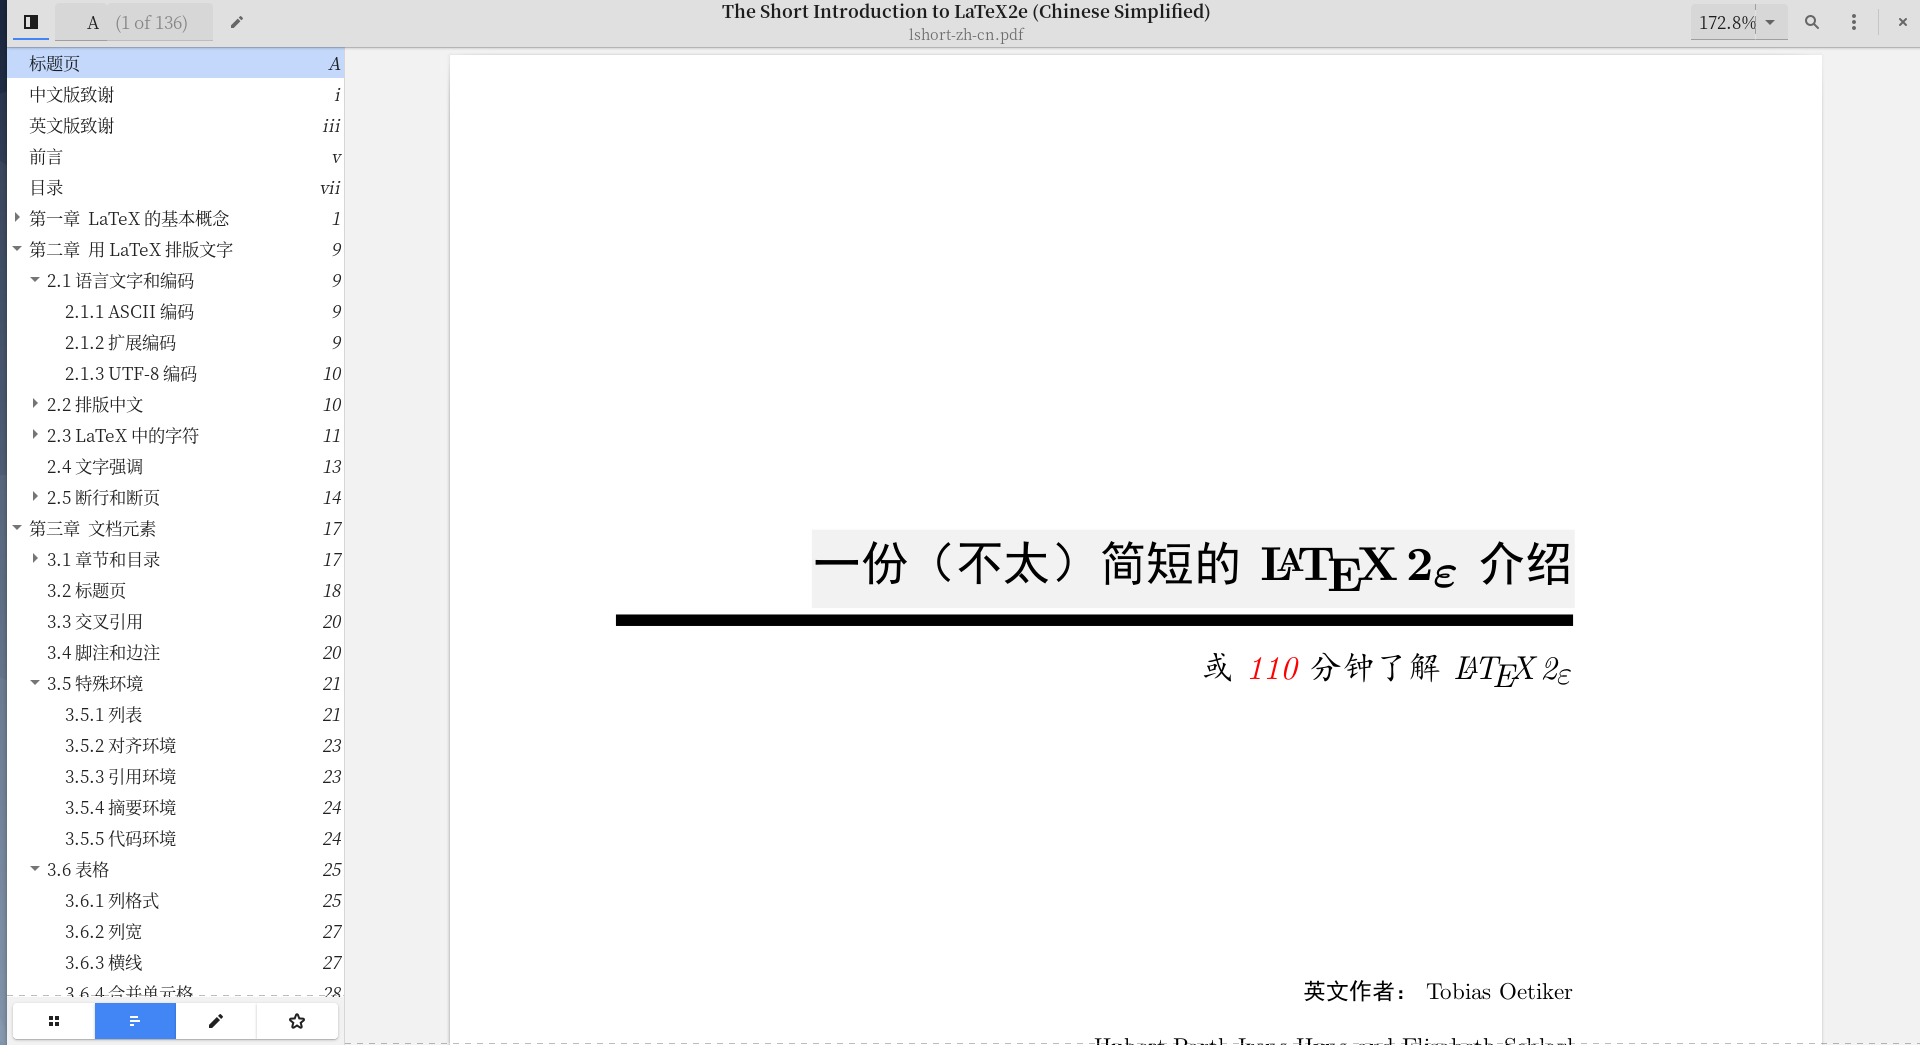 A (1 of 136)
The Short Introduction to LaTeX2e (Chinese Simplified)
lshort-zh-cn.pdf
172.8%
标题页 A
中文版致谢 i
英文版致谢 iii
前言 v
目录 vii
第一章 LaTeX 的基本概念 1
第二章 用 LaTeX 排版文字 9
2.1 语言文字和编码 9
2.1.1 ASCII 编码 9
2.1.2 扩展编码 9
2.1.3 UTF-8 编码 10
2.2 排版中文 10
2.3 LaTeX 中的字符 11
2.4 文字强调 13
2.5 断行和断页 14
第三章 文档元素 17
3.1 章节和目录 17
3.2 标题页 18
3.3 交叉引用 20
3.4 脚注和边注 20
3.5 特殊环境 21
3.5.1 列表 21
3.5.2 对齐环境 23
3.5.3 引用环境 23
3.5.4 摘要环境 24
3.5.5 代码环境 24
3.6 表格 25
3.6.1 列格式 25
3.6.2 列宽 27
3.6.3 横线 27
3.6.4 合并单元格 28
一份（不太）简短的 LATEX 2ε 介绍
或 110 分钟了解 LATEX 2ε
英文作者： Tobias Oetiker
Hubert Partl, Irene Hyna and Elisabeth Schlegl